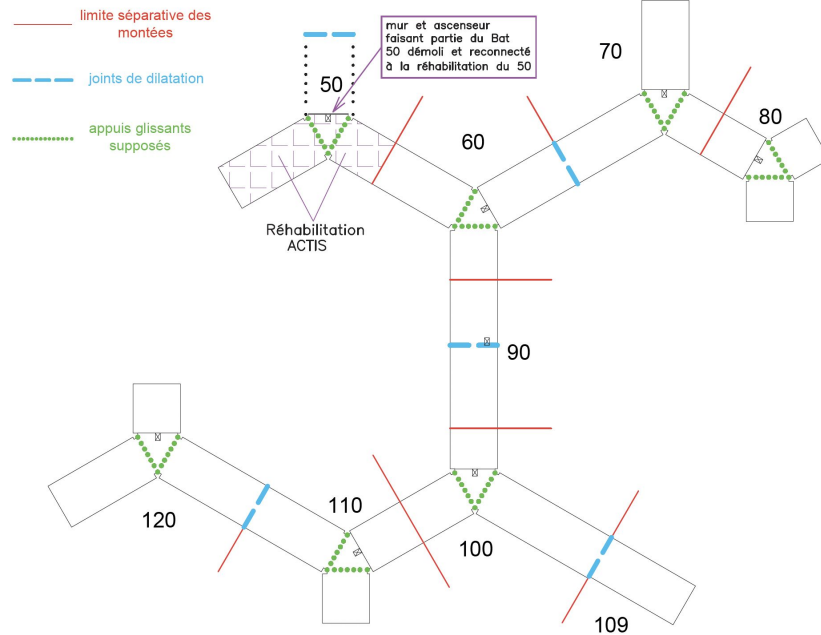 limite séparative des
montées
joints de dilatation
appuis glissants
supposés
mur et ascenseur
faisant partie du Bat
50 démoli et reconnecté
à la réhabilitation du 50
50
60
70
80
Réhabilitation
ACTIS
90
100
109
110
120